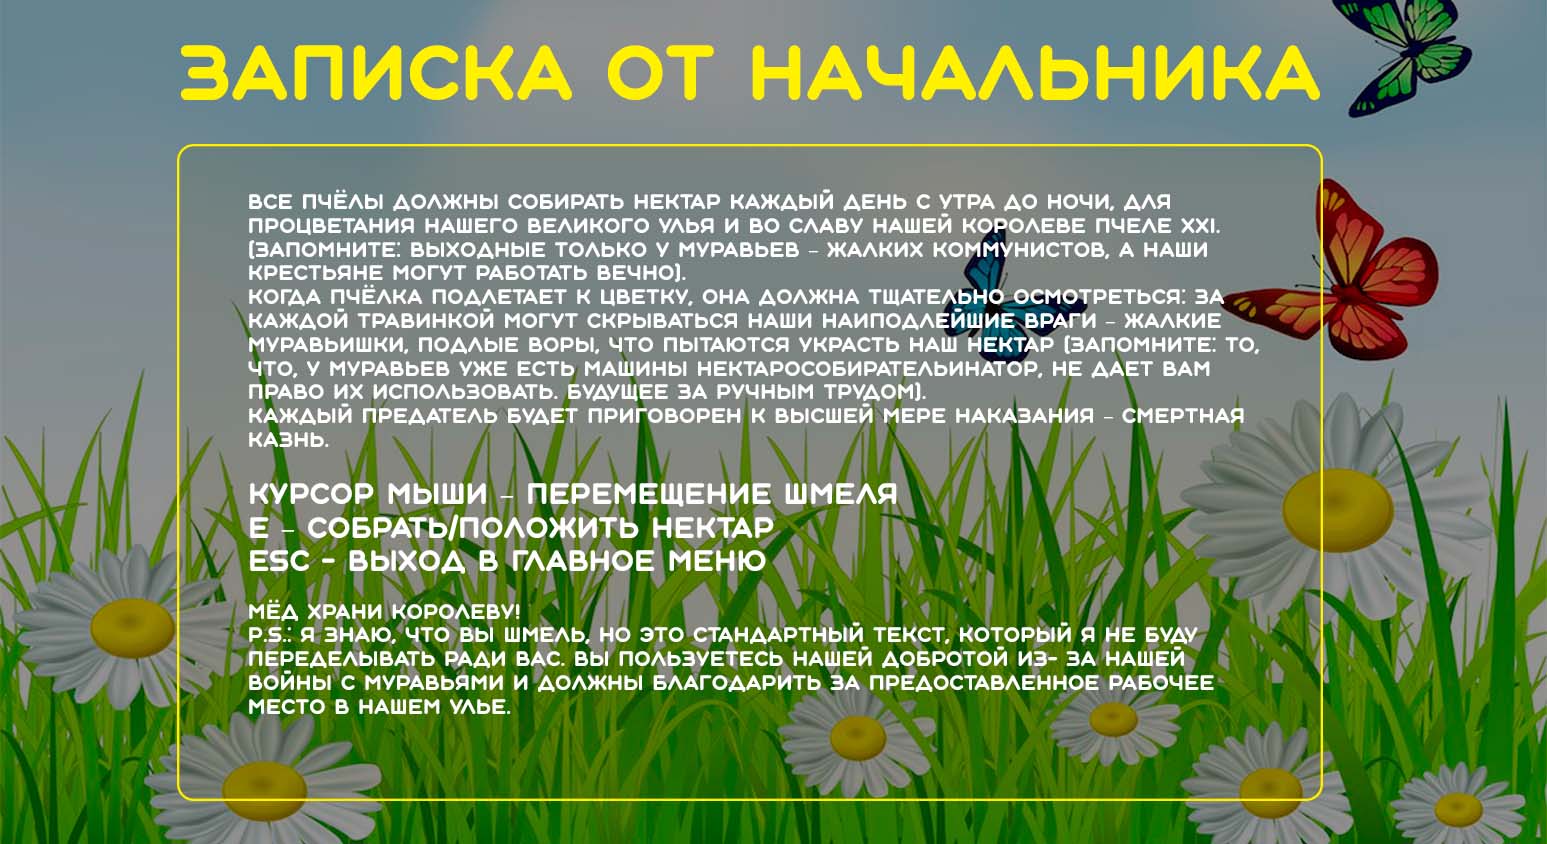 ЗАПИСКА ОТ НАЧАЛЬНИКА
ВСЕ ПЧЁЛЫ ДОЛЖНЫ СОБИРАТЬ НЕКТАР КАЖДЫЙ ДЕНЬ С УТРА ДО НОЧИ, ДЛЯ
ПРОЦВЕТАНИЯ НАШЕГО ВЕЛИКОГО УЛЬЯ И ВО СЛАВУ НАШЕЙ КОРОЛЕВЕ ПЧЕЛЕ XXI.
(ЗАПОМНИТЕ: ВЫХОДНЫЕ ТОЛЬКО У МУРАВЬЕВ – ЖАЛКИХ КОММУНИСТОВ, А НАШИ
КРЕСТЬЯНЕ МОГУТ РАБОТАТЬ ВЕЧНО).
КОГДА ПЧЁЛКА ПОДЛЕТАЕТ К ЦВЕТКУ, ОНА ДОЛЖНА ТЩАТЕЛЬНО ОСМОТРЕТЬСЯ: ЗА
КАЖДОЙ ТРАВИНКОЙ МОГУТ СКРЫВАТЬСЯ НАШИ НАИПОДЛЕЙШИЕ ВРАГИ – ЖАЛКИЕ
МУРАВЬИШКИ, ПОДЛЫЕ ВОРЫ, ЧТО ПЫТАЮТСЯ УКРАСТЬ НАШ НЕКТАР (ЗАПОМНИТЕ: ТО,
ЧТО, У МУРАВЬЕВ УЖЕ ЕСТЬ МАШИНЫ НЕКТАРОСОБИРАТЕЛЬИНАТОР, НЕ ДАЕТ ВАМ
ПРАВО ИХ ИСПОЛЬЗОВАТЬ. БУДУЩЕЕ ЗА РУЧНЫМ ТРУДОМ).
КАЖДЫЙ ПРЕДАТЕЛЬ БУДЕТ ПРИГОВОРЕН К ВЫСШЕЙ МЕРЕ НАКАЗАНИЯ – СМЕРТНАЯ
КАЗНЬ.
КУРСОР МЫШИ – ПЕРЕМЕЩЕНИЕ ШМЕЛЯ
E – СОБРАТЬ/ПОЛОЖИТЬ НЕКТАР
ESC - ВЫХОД В ГЛАВНОЕ МЕНЮ
МЁД ХРАНИ КОРОЛЕВУ!
P.S.: Я ЗНАЮ, ЧТО ВЫ ШМЕЛЬ, НО ЭТО СТАНДАРТНЫЙ ТЕКСТ, КОТОРЫЙ Я НЕ БУДУ
ПЕРЕДЕЛЫВАТЬ РАДИ ВАС. ВЫ ПОЛЬЗУЕТЕСЬ НАШЕЙ ДОБРОТОЙ ИЗ- ЗА НАШЕЙ
ВОЙНЫ С МУРАВЬЯМИ И ДОЛЖНЫ БЛАГОДАРИТЬ ЗА ПРЕДОСТАВЛЕННОЕ РАБОЧЕЕ
МЕСТО В НАШЕМ УЛЬЕ.